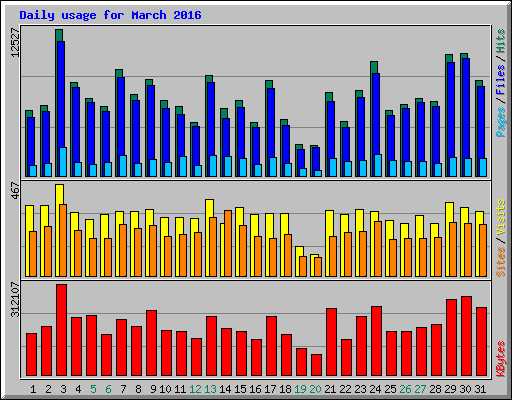 Daily usage for March 2016
12527
Pages / Files / Hits
467
Sites / Visits
312107
KBytes
1 2 3 4 5 6 7 8 9 10 11 12 13 14 15 16 17 18 19 20 21 22 23 24 25 26 27 28 29 30 31